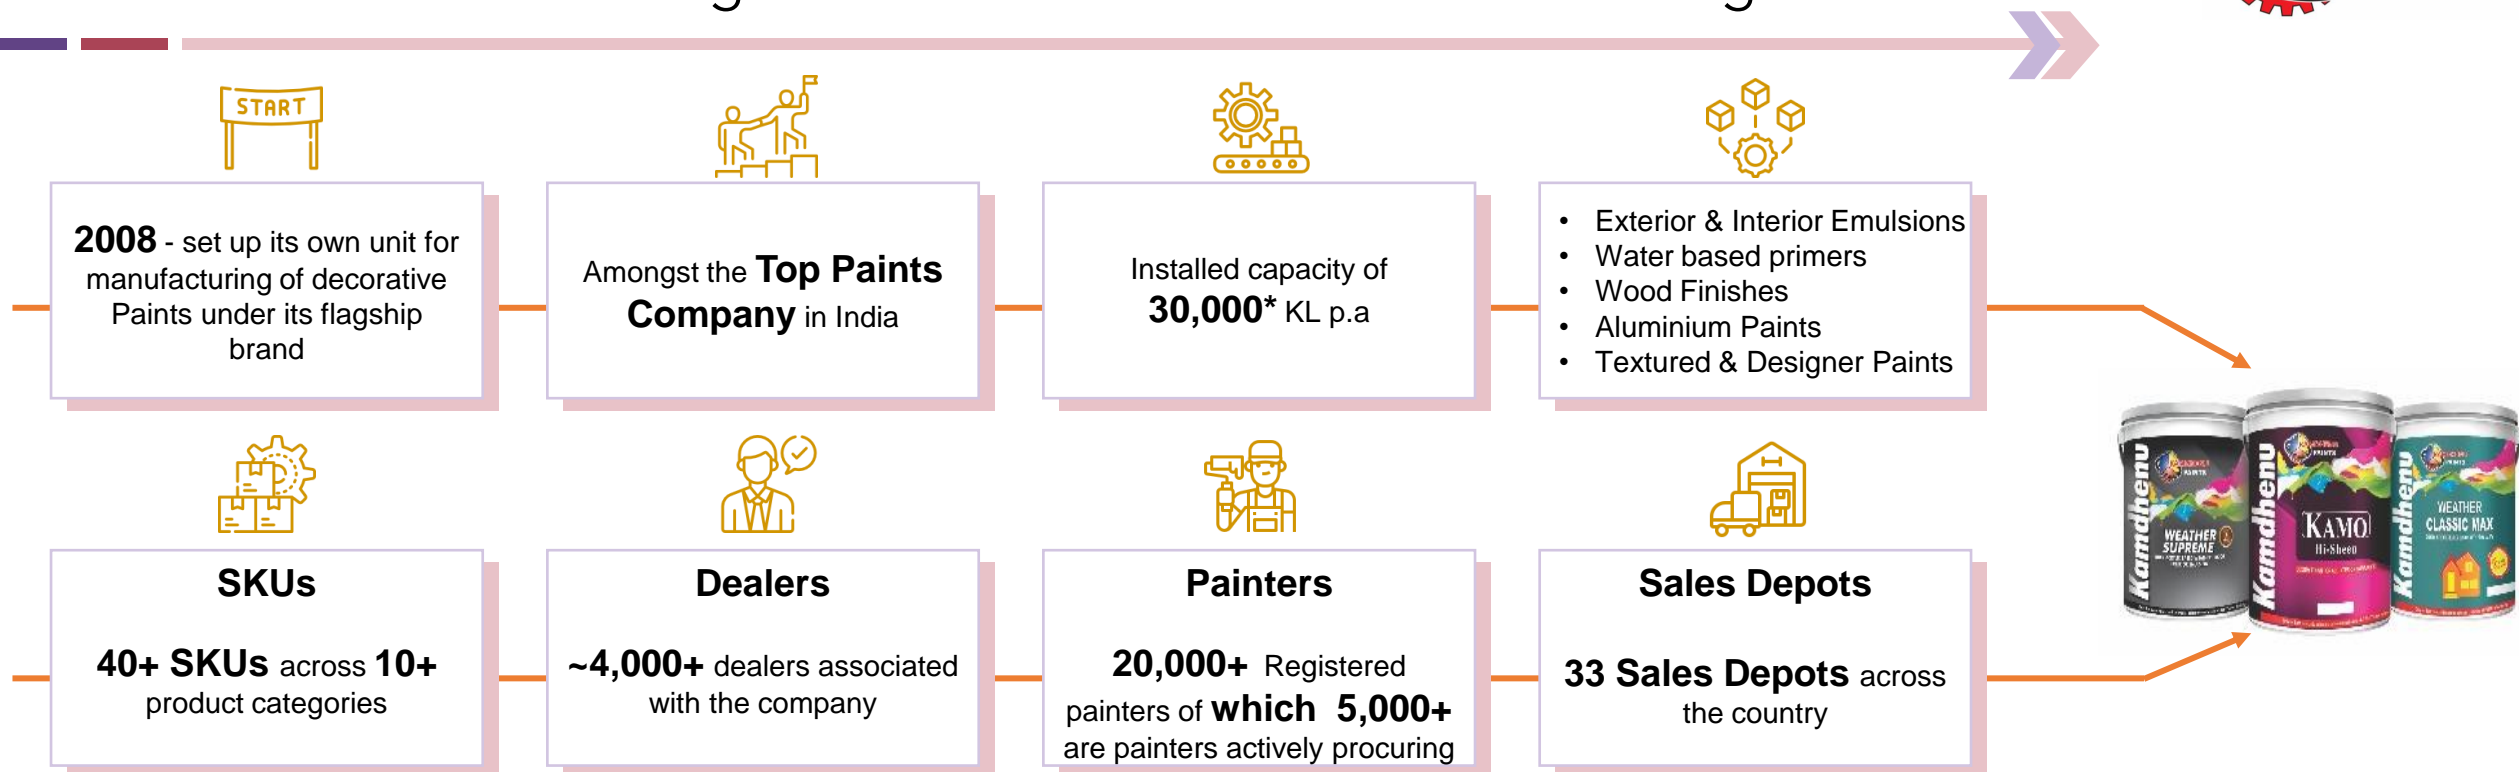 START
2008 - set up its own unit for
manufacturing of decorative
Paints under its flagship
brand
Amongst the Top Paints
Company in India
Installed capacity of
30,000* KL p.a
• Exterior & Interior Emulsions
• Water based primers
• Wood Finishes
• Aluminium Paints
• Textured & Designer Paints
SKUs
40+ SKUs across 10+
product categories
Dealers
~4,000+ dealers associated
with the company
Painters
20,000+ Registered
painters of which 5,000+
are painters actively procuring
Sales Depots
33 Sales Depots across
the country
Kamdhenu
PAINTS
WEATHER
SUPREME
Kamdhenu
PAINTS
KAMO
Hi-Sheen
Kamdhenu
PAINTS
WEATHER
CLASSIC MAX